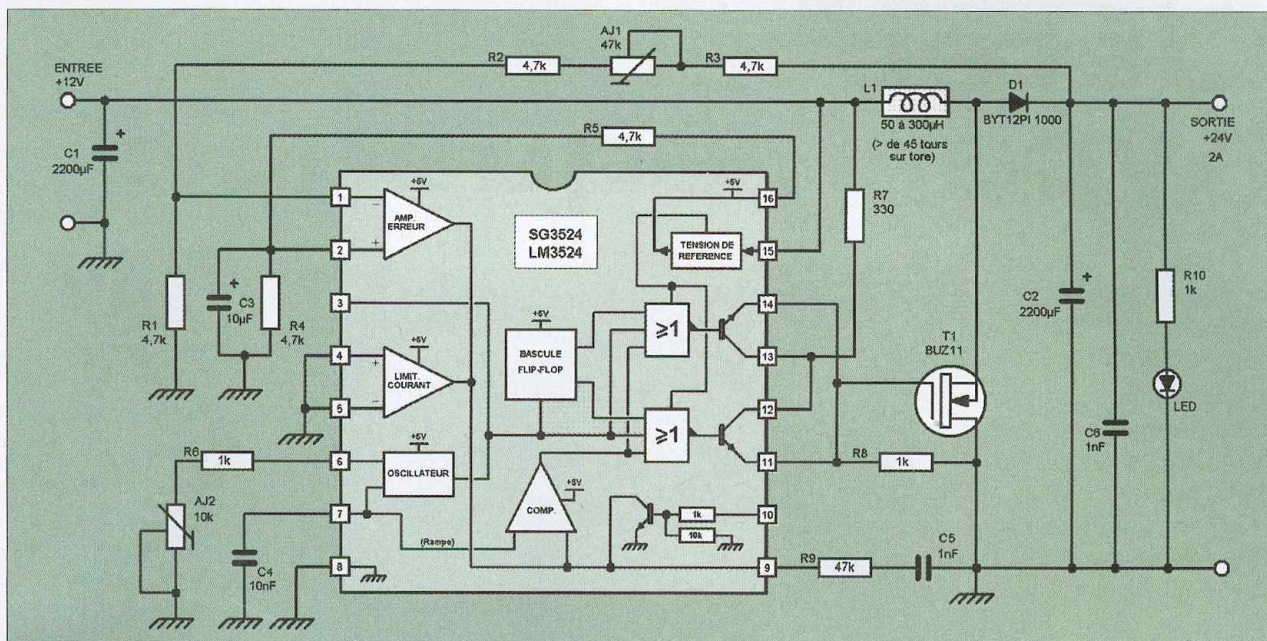 AJ1
47k
R2
4,7k
R3
4,7k
ENTREE
+12V
L1
50 à 300µH
(> de 45 tours
sur tore)
D1
BYT12PI 1000
SORTIE
+24V
2A
R5
4,7k
C1
2200µF
+
R7
330
1
2
3
4
5
6
7
8
16
15
14
13
12
11
10
9
+5V
AMP.
ERREUR
−
+
SG3524
LM3524
+5V
TENSION DE
REFERENCE
+
C3
10µF
R1
4,7k
R4
4,7k
+5V
LIMIT.
COURANT
+
−
+5V
BASCULE
FLIP-FLOP
≥1
≥1
C2
2200µF
+
R10
1k
LED
T1
BUZ11
C6
1nF
R8
1k
R6
1k
AJ2
10k
+5V
OSCILLATEUR
+5V
COMP.
1k
10k
(Rampe)
C4
10nF
R9
47k
C5
1nF